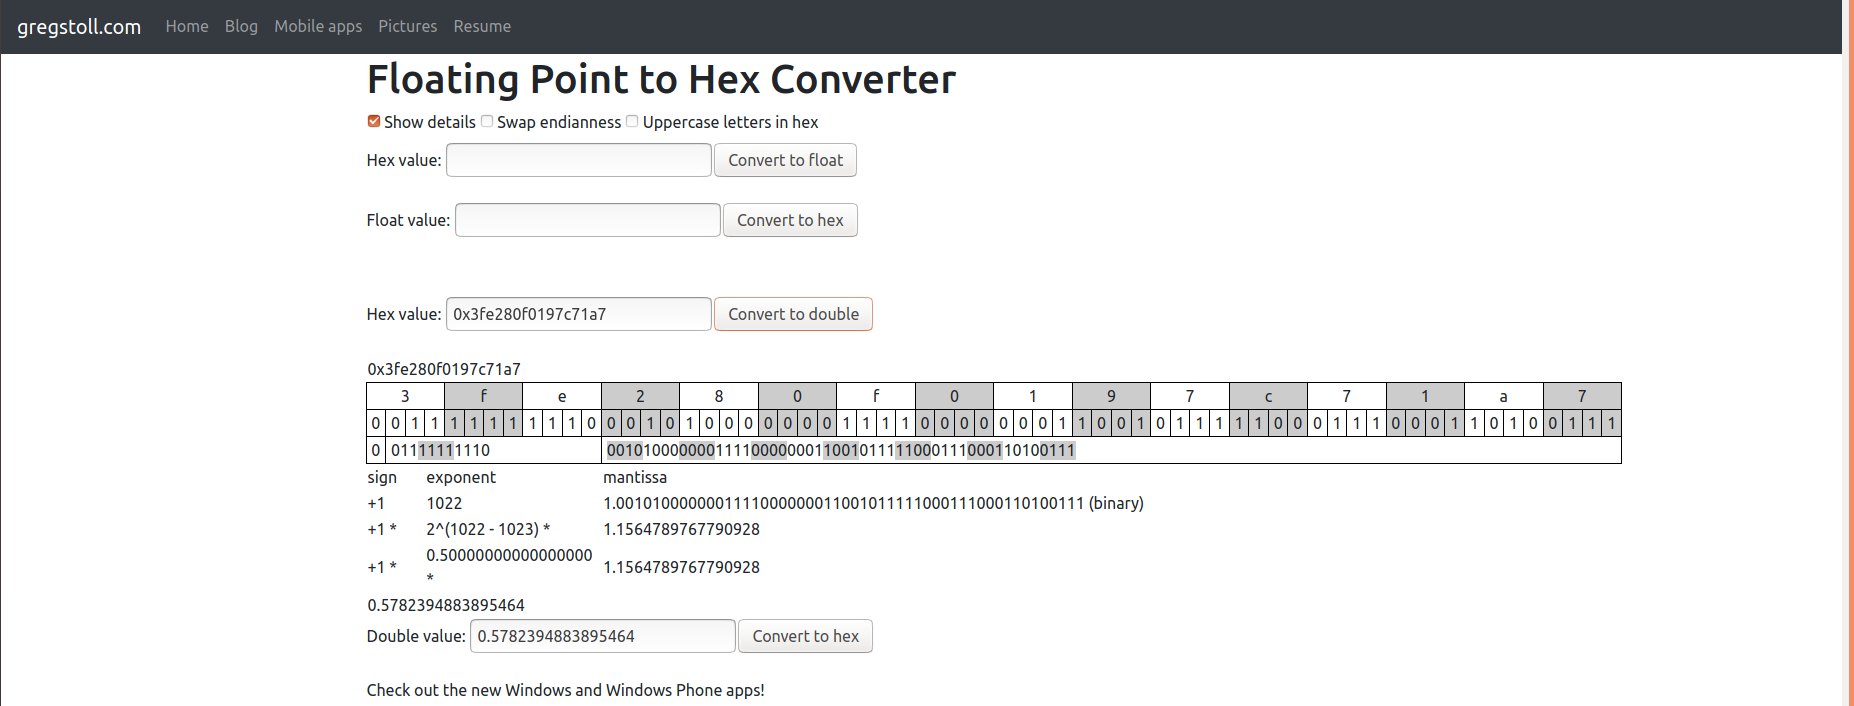 gregstoll.com Home Blog Mobile apps Pictures Resume
Floating Point to Hex Converter
Show details Swap endianness Uppercase letters in hex
Hex value: Convert to float
Float value: Convert to hex
Hex value: 0x3fe280f0197c71a7 Convert to double
0x3fe280f0197c71a7
3 f e 2 8 0 f 0 1 9 7 c 7 1 a 7
0 0 1 1 1 1 1 1 1 1 1 0 0 0 1 0 1 0 0 0 0 0 0 0 1 1 1 1 0 0 0 0 0 0 0 1 1 0 0 1 0 1 1 1 1 1 0 0 0 1 1 1 0 0 0 1 1 0 1 0 0 1 1 1
0 01111111110 0010100000001111000000011001011111000111000110100111
sign exponent mantissa
+1 1022 1.0010100000001111000000011001011111000111000110100111 (binary)
+1 * 2^(1022 - 1023) * 1.1564789767790928
+1 * 0.50000000000000000 * 1.1564789767790928
0.5782394883895464
Double value: 0.5782394883895464 Convert to hex
Check out the new Windows and Windows Phone apps!